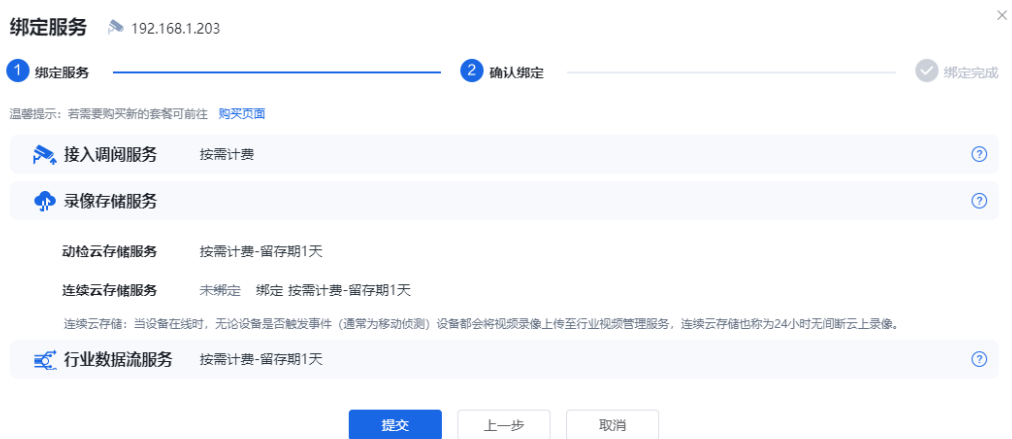 绑定服务 192.168.1.203
1 绑定服务 2 确认绑定 绑定完成
温馨提示：若需要购买新的套餐可前往 购买页面
接入调阅服务 按需计费
录像存储服务
动检云存储服务 按需计费-留存期1天
连续云存储服务 未绑定 绑定 按需计费-留存期1天
连续云存储：当设备在线时，无论设备是否触发事件（通常为移动侦测）设备都会将视频录像上传至行业视频管理服务，连续云存储也称为24小时无间断云上录像。
行业数据流服务 按需计费-留存期1天
提交 上一步 取消